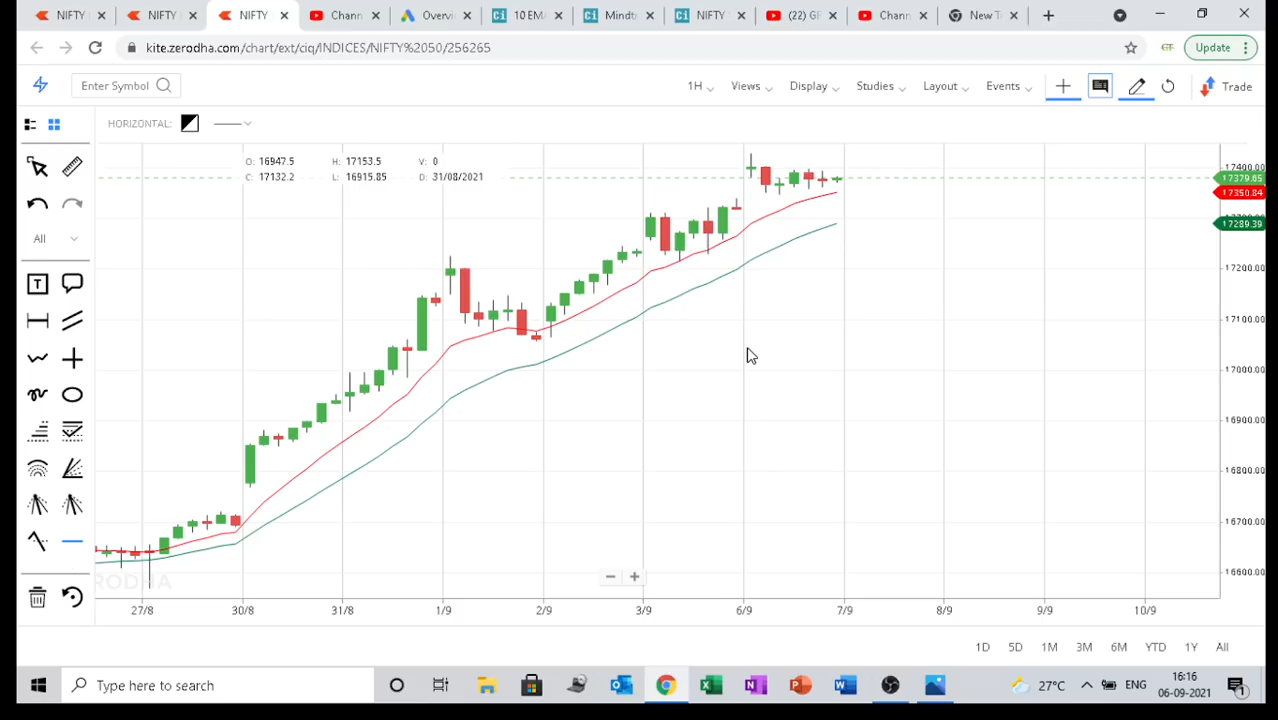 NIFTY
NIFTY
NIFTY
Chann
Overvi
10 EM
Mindt
NIFTY
(22) GF
Chann
New T
kite.zerodha.com/chart/ext/ciq/INDICES/NIFTY%2050/256265
Update
Enter Symbol
1H
Views
Display
Studies
Layout
Events
Trade
HORIZONTAL:
O: 16947.5 H: 17153.5 V: 0
C: 17132.2 L: 16915.85 D: 31/08/2021
All
T
17400.00
17379.65
17350.84
17289.39
17200.00
17100.00
17000.00
16900.00
16800.00
16700.00
16600.00
ERODHA
27/8 30/8 31/8 1/9 2/9 3/9 6/9 7/9 8/9 9/9 10/9
1D 5D 1M 3M 6M YTD 1Y All
Type here to search
27°C
ENG
16:16
06-09-2021
1